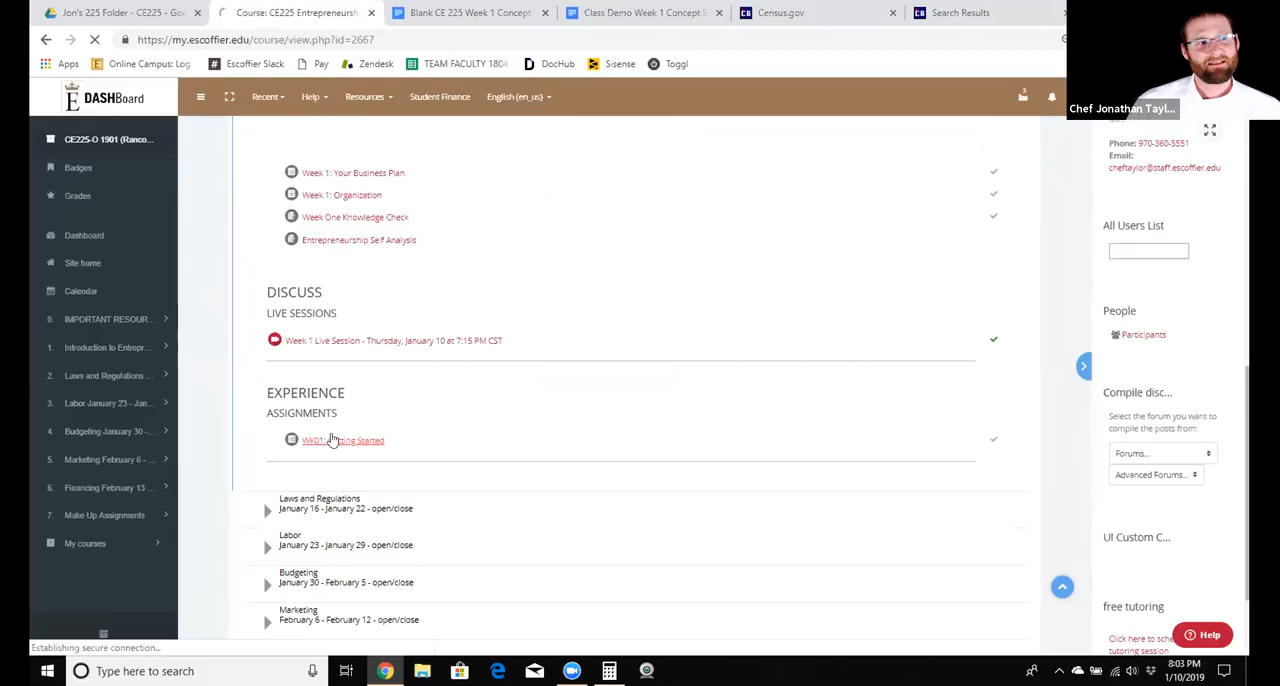 Jon's 225 Folder - CE225 - Goo
Course: CE225 Entrepreneursh
Blank CE 225 Week 1 Concept
Class Demo Week 1 Concept S
Census.gov
Search Results
https://my.escoffier.edu/course/view.php?id=2667
Apps
Online Campus: Log
Escoffier Slack
Pay
Zendesk
TEAM FACULTY 1804
DocHub
Sisense
Toggl
E DASHBoard
Recent
Help
Resources
Student Finance
English (en_us)
3
Chef Jonathan Tayl...
CE225-O 1901 (Ranco...
Badges
Grades
Dashboard
Site home
Calendar
0. IMPORTANT RESOUR...
1. Introduction to Entrepr...
2. Laws and Regulations ...
3. Labor January 23 - Jan...
4. Budgeting January 30 -...
5. Marketing February 6 - ...
6. Financing February 13 ...
7. Make Up Assignments
My courses
Week 1: Your Business Plan
Week 1: Organization
Week One Knowledge Check
Entrepreneurship Self Analysis
DISCUSS
LIVE SESSIONS
Week 1 Live Session - Thursday, January 10 at 7:15 PM CST
EXPERIENCE
ASSIGNMENTS
WK01: Started
Laws and Regulations
January 16 - January 22 - open/close
Labor
January 23 - January 29 - open/close
Budgeting
January 30 - February 5 - open/close
Marketing
February 6 - February 12 - open/close
Phone: 970-360-5551
Email:
cheftaylor@staff.escoffier.edu
All Users List
People
Participants
Compile disc...
Select the forum you want to
compile the posts from:
Forums...
Advanced Forums...
UI Custom C...
free tutoring
Click here to sche
tutoring session
Help
Establishing secure connection...
Type here to search
8:03 PM
1/10/2019